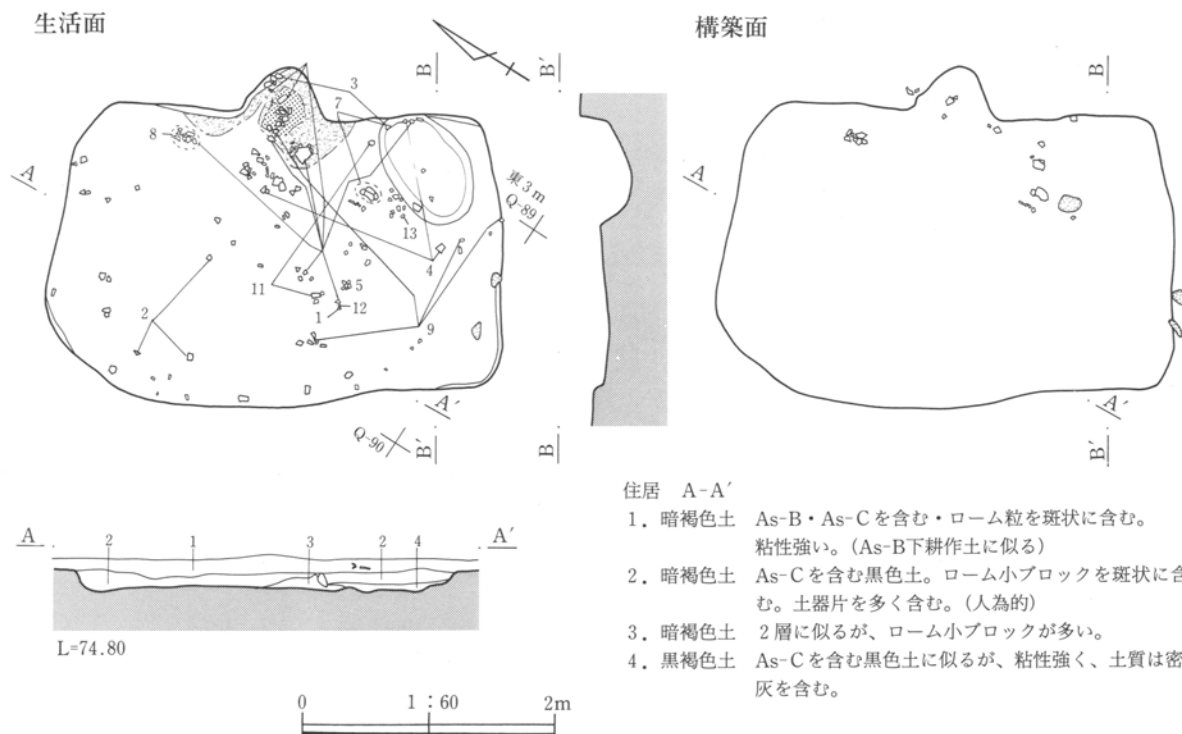 生活面
構築面
B
B′
B
3
7
8
A
A
東3m
Q-89
13
4
11
5
2
1
12
9
A′
A′
Q-90
B′
B
B′
A
2
1
3
2
4
A′
L=74.80
0
1：60
2m
住居 A-A′
1．暗褐色土 As-B・As-Cを含む・ローム粒を斑状に含む。
粘性強い。(As-B下耕作土に似る)
2．暗褐色土 As-Cを含む黒色土。ローム小ブロックを斑状に含
む。土器片を多く含む。(人為的)
3．暗褐色土 2層に似るが、ローム小ブロックが多い。
4．黒褐色土 As-Cを含む黒色土に似るが、粘性強く、土質は密
灰を含む。